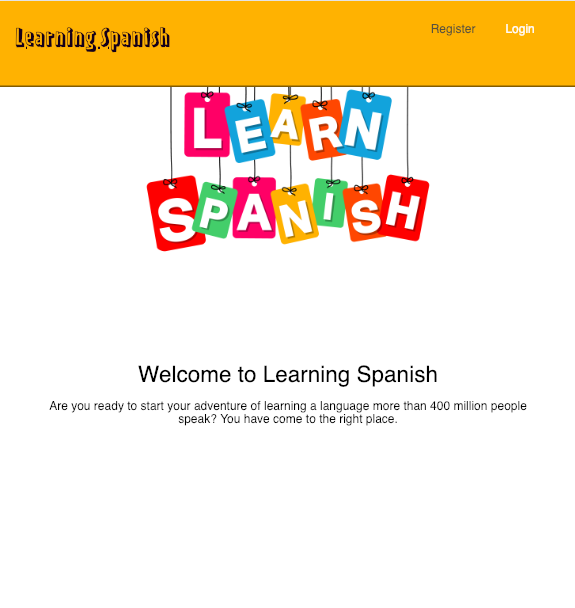 Learning Spanish
Register Login
LEARN
SPANISH
Welcome to Learning Spanish
Are you ready to start your adventure of learning a language more than 400 million people
speak? You have come to the right place.